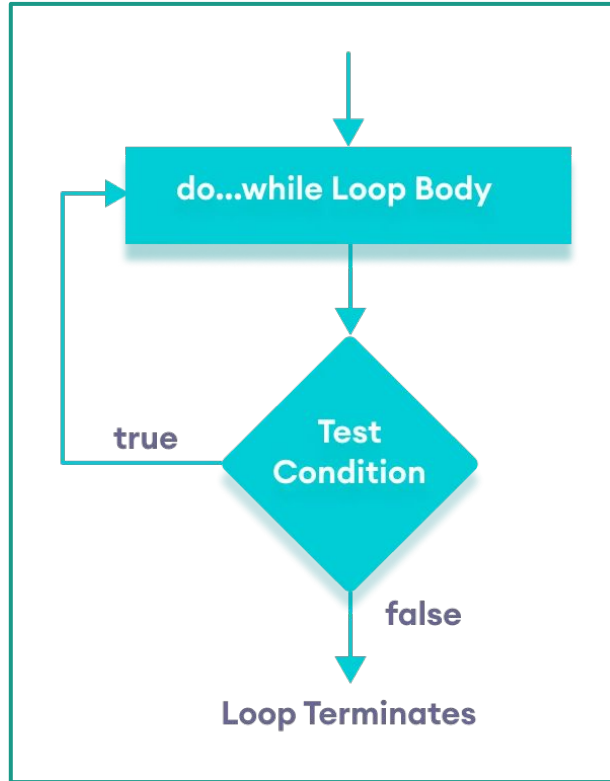 do...while Loop Body
true
Test
Condition
false
Loop Terminates